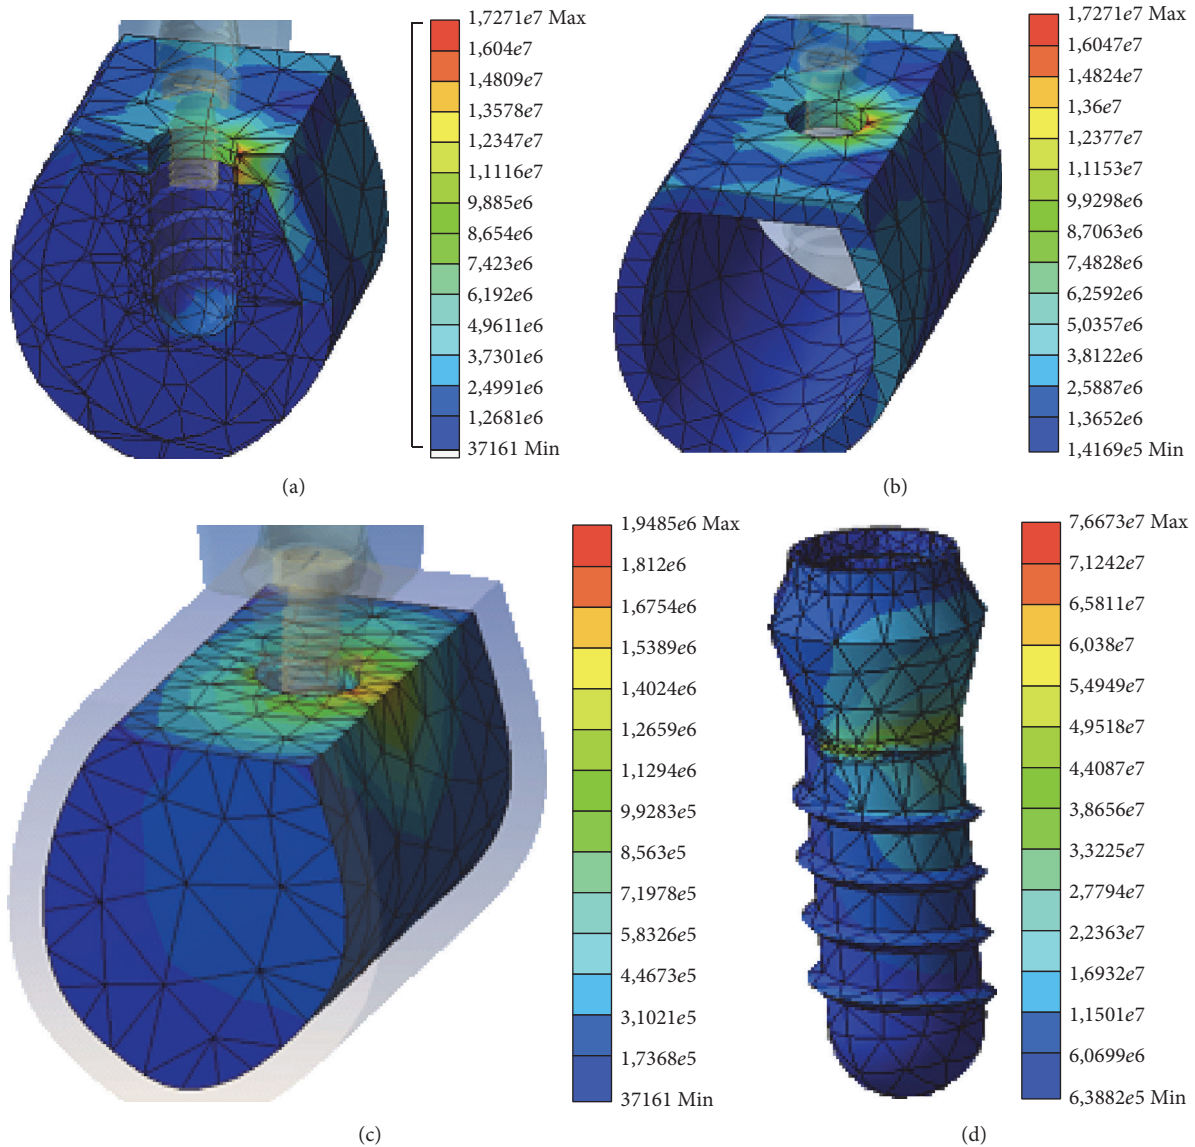 1,7271e7 Max
1,604e7
1,4809e7
1,3578e7
1,2347e7
1,1116e7
9,885e6
8,654e6
7,423e6
6,192e6
4,9611e6
3,7301e6
2,4991e6
1,2681e6
37161 Min
(a)
1,7271e7 Max
1,6047e7
1,4824e7
1,36e7
1,2377e7
1,1153e7
9,9298e6
8,7063e6
7,4828e6
6,2592e6
5,0357e6
3,8122e6
2,5887e6
1,3652e6
1,4169e5 Min
(b)
1,9485e6 Max
1,812e6
1,6754e6
1,5389e6
1,4024e6
1,2659e6
1,1294e6
9,9283e5
8,563e5
7,1978e5
5,8326e5
4,4673e5
3,1021e5
1,7368e5
37161 Min
(c)
7,6673e7 Max
7,1242e7
6,5811e7
6,038e7
5,4949e7
4,9518e7
4,4087e7
3,8656e7
3,3225e7
2,7794e7
2,2363e7
1,6932e7
1,1501e7
6,0699e6
6,3882e5 Min
(d)